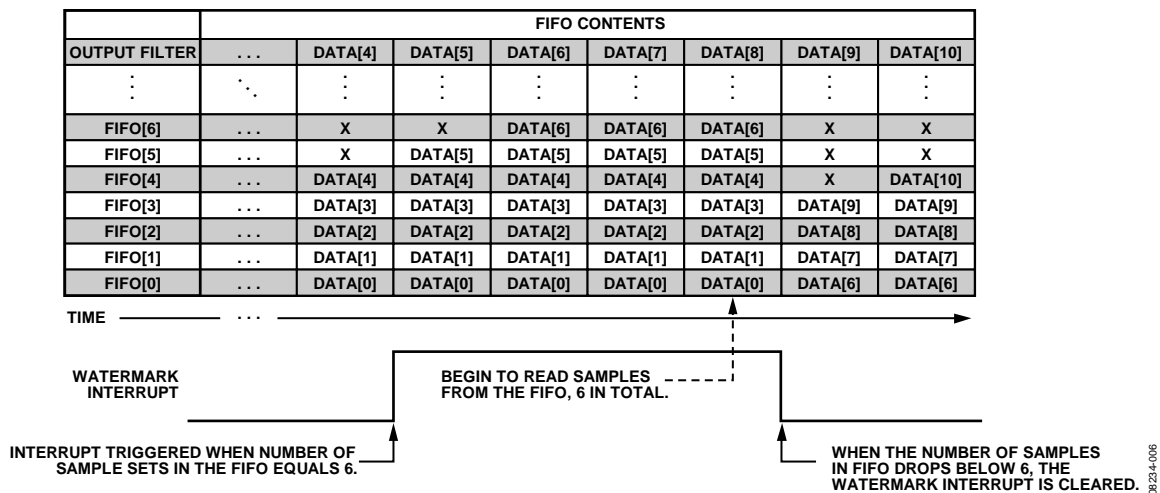 FIFO CONTENTS
OUTPUT FILTER . . . DATA[4] DATA[5] DATA[6] DATA[7] DATA[8] DATA[9] DATA[10]
FIFO[6] . . . X X DATA[6] DATA[6] DATA[6] X X
FIFO[5] . . . X DATA[5] DATA[5] DATA[5] DATA[5] X X
FIFO[4] . . . DATA[4] DATA[4] DATA[4] DATA[4] DATA[4] X DATA[10]
FIFO[3] . . . DATA[3] DATA[3] DATA[3] DATA[3] DATA[3] DATA[9] DATA[9]
FIFO[2] . . . DATA[2] DATA[2] DATA[2] DATA[2] DATA[2] DATA[8] DATA[8]
FIFO[1] . . . DATA[1] DATA[1] DATA[1] DATA[1] DATA[1] DATA[7] DATA[7]
FIFO[0] . . . DATA[0] DATA[0] DATA[0] DATA[0] DATA[0] DATA[6] DATA[6]
TIME . . .
WATERMARK
INTERRUPT
BEGIN TO READ SAMPLES
FROM THE FIFO, 6 IN TOTAL.
INTERRUPT TRIGGERED WHEN NUMBER OF
SAMPLE SETS IN THE FIFO EQUALS 6.
WHEN THE NUMBER OF SAMPLES
IN FIFO DROPS BELOW 6, THE
WATERMARK INTERRUPT IS CLEARED.
08234-006